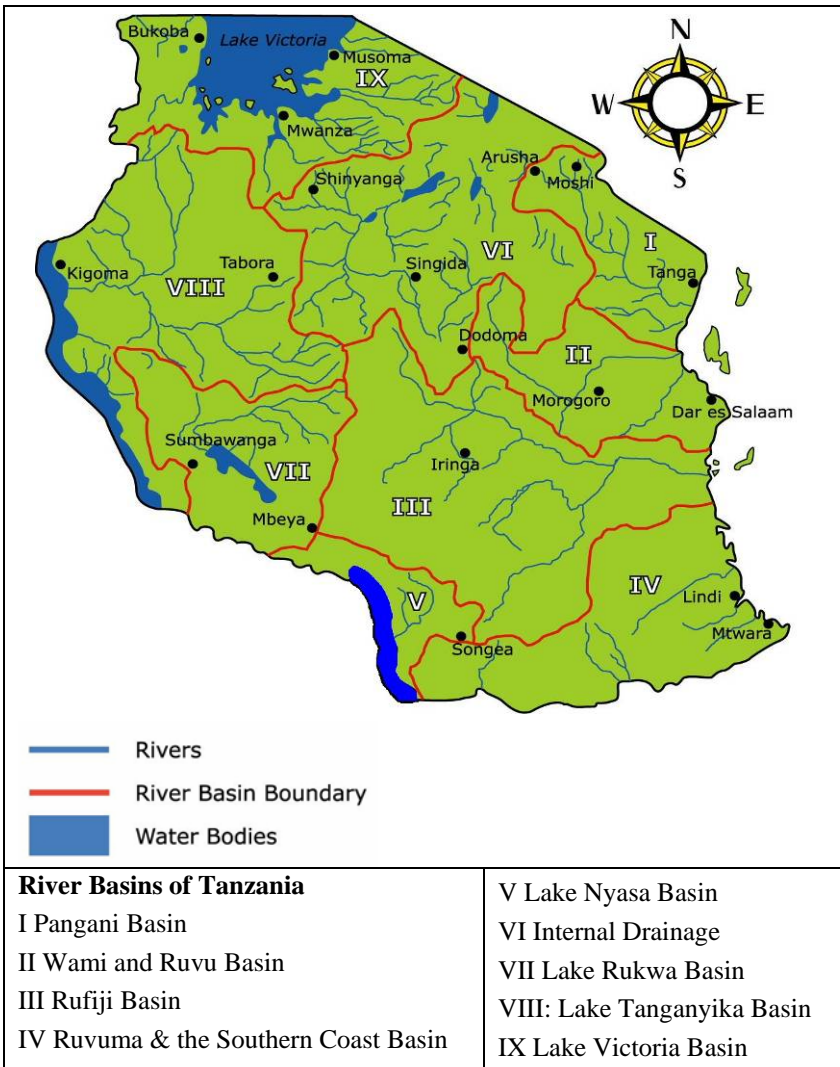 N
Bukoba
Lake Victoria
Musoma
IX
W
E
Mwanza
S
Arusha
Moshi
Shinyanga
I
VI
Kigoma
Tabora
Singida
Tanga
VIII
Dodoma
II
Morogoro
Dar es Salaam
Sumbawanga
VII
Iringa
III
Mbeya
IV
V
Lindi
Mtwara
Songea
Rivers
River Basin Boundary
Water Bodies
River Basins of Tanzania
I Pangani Basin
II Wami and Ruvu Basin
III Rufiji Basin
IV Ruvuma & the Southern Coast Basin
V Lake Nyasa Basin
VI Internal Drainage
VII Lake Rukwa Basin
VIII: Lake Tanganyika Basin
IX Lake Victoria Basin